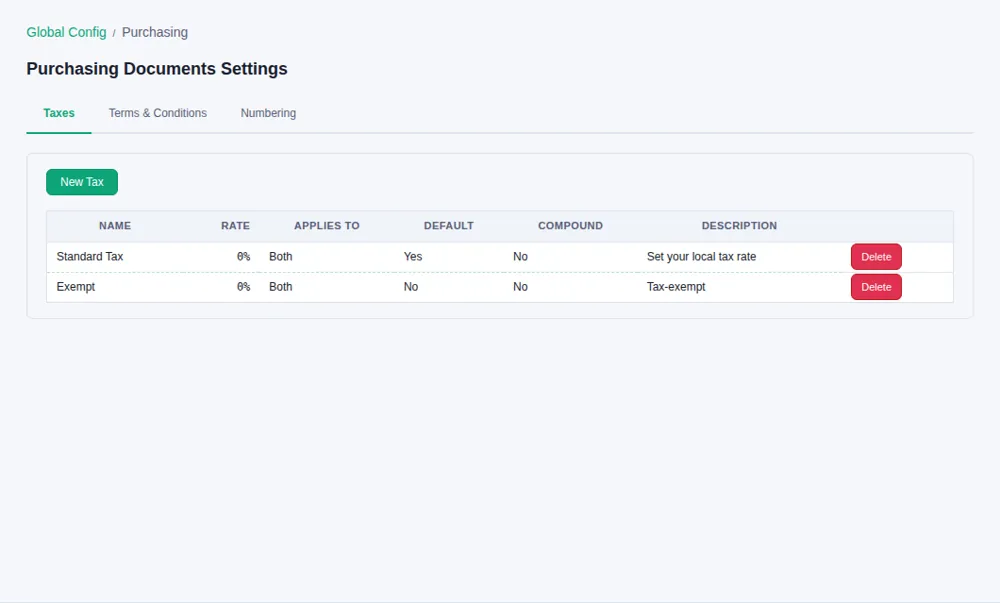 Global Config / Purchasing
Purchasing Documents Settings
Taxes Terms & Conditions Numbering
New Tax
NAME RATE APPLIES TO DEFAULT COMPOUND DESCRIPTION
Standard Tax 0% Both Yes No Set your local tax rate Delete
Exempt 0% Both No No Tax-exempt Delete